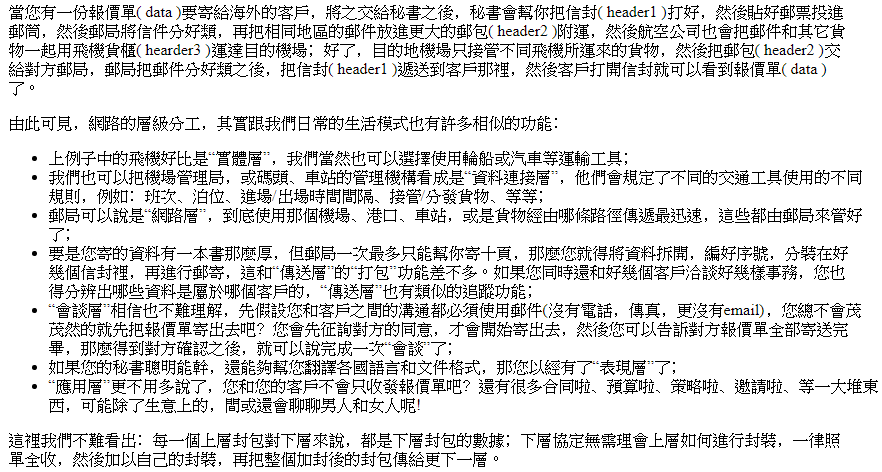 當您有一份報價單( data )要寄給海外的客戶，將之交給秘書之後，秘書會幫你把信封( header1 )打好，然後貼好郵票投進
郵筒，然後郵局將信件分好類，再把相同地區的郵件放進更大的郵包( header2 )附運，然後航空公司也會把郵件和其它貨
物一起用飛機貨櫃( hearder3 )運達目的機場；好了，目的地機場只接管不同飛機所運來的貨物，然後把郵包( header2 )交
給對方郵局，郵局把郵件分好類之後，把信封( header1 )遞送到客戶那裡，然後客戶打開信封就可以看到報價單( data )
了。
由此可見，網路的層級分工，其實跟我們日常的生活模式也有許多相似的功能：
• 上例子中的飛機好比是“實體層”，我們當然也可以選擇使用輪船或汽車等運輸工具；
• 我們也可以把機場管理局，或碼頭、車站的管理機構看成是“資料連接層”，他們會規定了不同的交通工具使用的不同
規則，例如：班次、泊位、進場/出場時間間隔、接管/分發貨物、等等；
• 郵局可以說是“網路層”，到底使用那個機場、港口、車站，或是貨物經由哪條路徑傳遞最迅速，這些都由郵局來管好
了；
• 要是您寄的資料有一本書那麼厚，但郵局一次最多只能幫你寄十頁，那麼您就得將資料拆開，編好序號，分裝在好
幾個信封裡，再進行郵寄，這和“傳送層”的“打包”功能差不多。如果您同時還和好幾個客戶洽談好幾樣事務，您也
得分辨出哪些資料是屬於哪個客戶的，“傳送層”也有類似的追蹤功能；
• “會談層”相信也不難理解，先假設您和客戶之間的溝通都必須使用郵件(沒有電話，傳真，更沒有email)，您總不會茂
茂然的就先把報價單寄出去吧？您會先征詢對方的同意，才會開始寄出去，然後您可以告訴對方報價單全部寄送完
畢，那麼得到對方確認之後，就可以說完成一次“會談”了；
• 如果您的秘書聰明能幹，還能夠幫您翻譯各國語言和文件格式，那您以經有了“表現層”了；
• “應用層”更不用多說了，您和您的客戶不會只收發報價單吧？還有很多合同啦、預算啦、策略啦、邀請啦、等一大堆東
西，可能除了生意上的，間或還會聊聊男人和女人呢!
這裡我們不難看出：每一個上層封包對下層來說，都是下層封包的數據；下層協定無需理會上層如何進行封裝，一律照
單全收，然後加以自己的封裝，再把整個加封後的封包傳給更下一層。